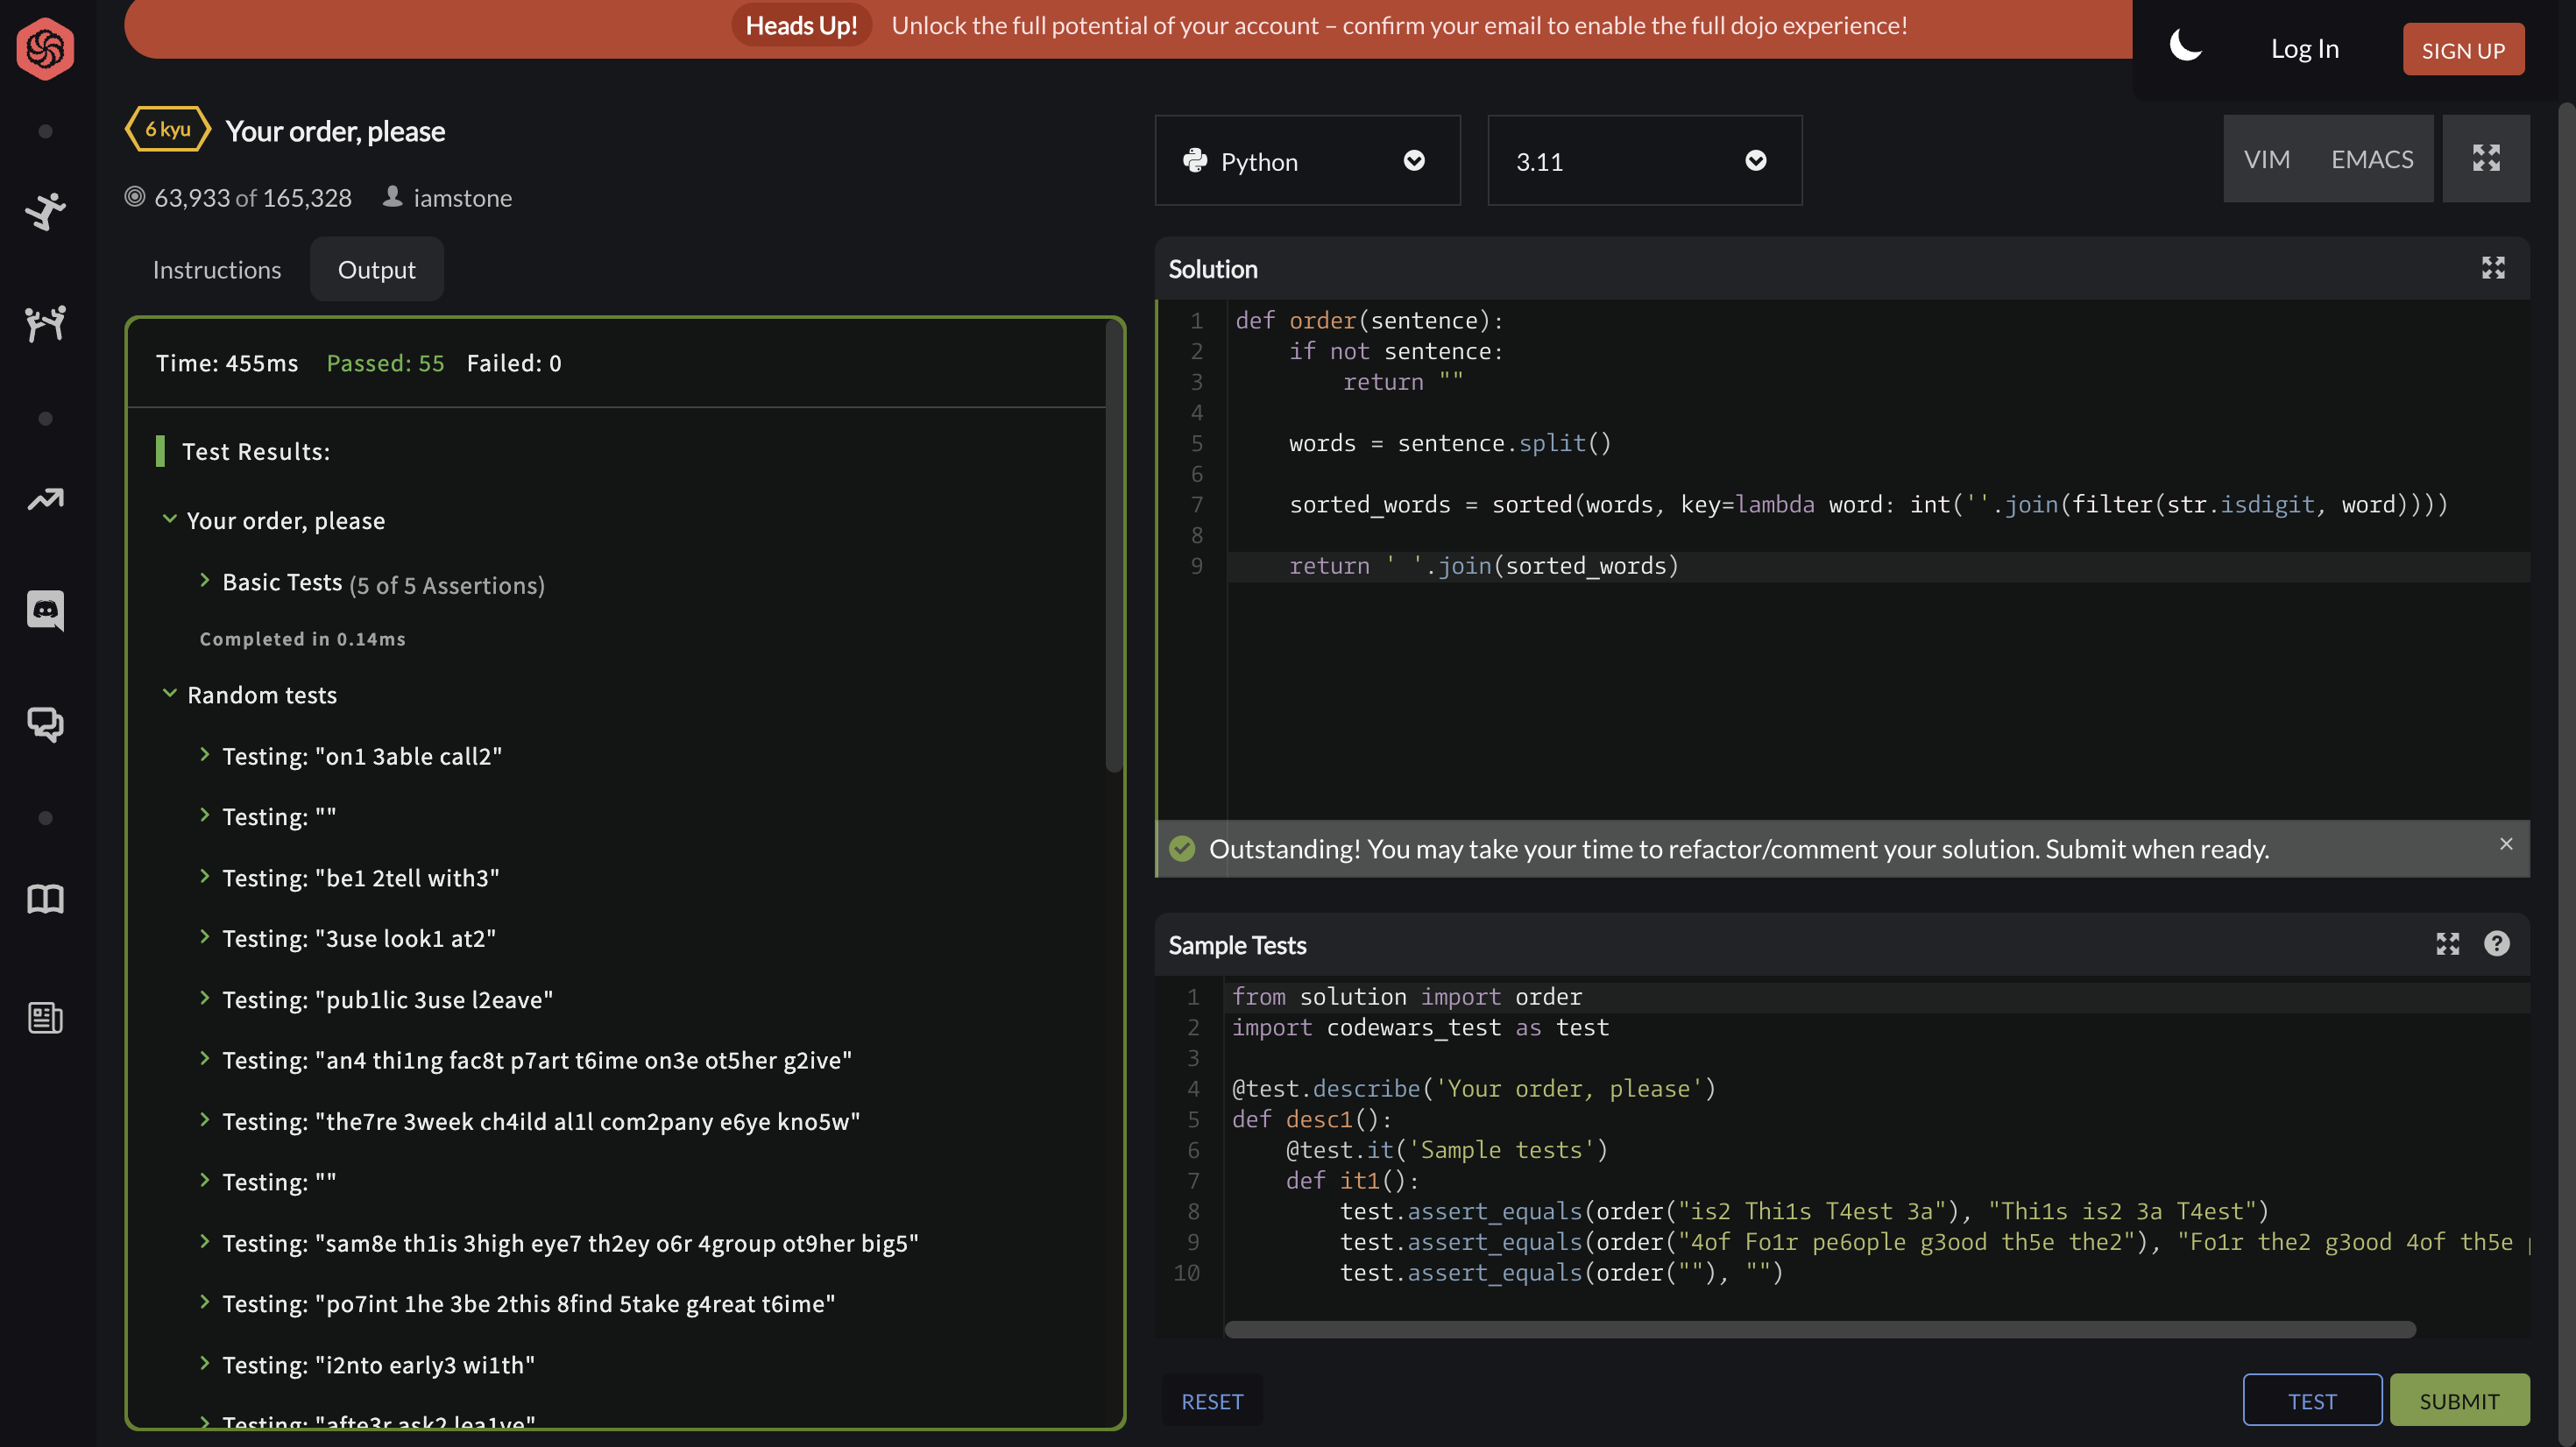 Heads Up! Unlock the full potential of your account – confirm your email to enable the full dojo experience!
Log In
SIGN UP
6 kyu
Your order, please
63,933 of 165,328
iamstone
Instructions
Output
Time: 455ms Passed: 55 Failed: 0
Test Results:
Your order, please
Basic Tests (5 of 5 Assertions)
Completed in 0.14ms
Random tests
Testing: "on1 3able call2"
Testing: ""
Testing: "be1 2tell with3"
Testing: "3use look1 at2"
Testing: "pub1lic 3use l2eave"
Testing: "an4 thi1ng fac8t p7art t6ime on3e ot5her g2ive"
Testing: "the7re 3week ch4ild al1l com2pany e6ye kno5w"
Testing: ""
Testing: "sam8e th1is 3high eye7 th2ey o6r 4group ot9her big5"
Testing: "po7int 1he 3be 2this 8find 5take g4reat t6ime"
Testing: "i2nto early3 wi1th"
Testing: "afte3r ask2 lea1ve"
Python
3.11
VIM
EMACS
Solution
1 def order(sentence):
2     if not sentence:
3         return ""
4
5     words = sentence.split()
6
7     sorted_words = sorted(words, key=lambda word: int(''.join(filter(str.isdigit, word))))
8
9     return ' '.join(sorted_words)
Outstanding! You may take your time to refactor/comment your solution. Submit when ready.
Sample Tests
1 from solution import order
2 import codewars_test as test
3
4 @test.describe('Your order, please')
5 def desc1():
6     @test.it('Sample tests')
7     def it1():
8         test.assert_equals(order("is2 Thi1s T4est 3a"), "Thi1s is2 3a T4est")
9         test.assert_equals(order("4of Fo1r pe6ople g3ood th5e the2"), "Fo1r the2 g3ood 4of th5e
10         test.assert_equals(order(""), "")
RESET
TEST
SUBMIT